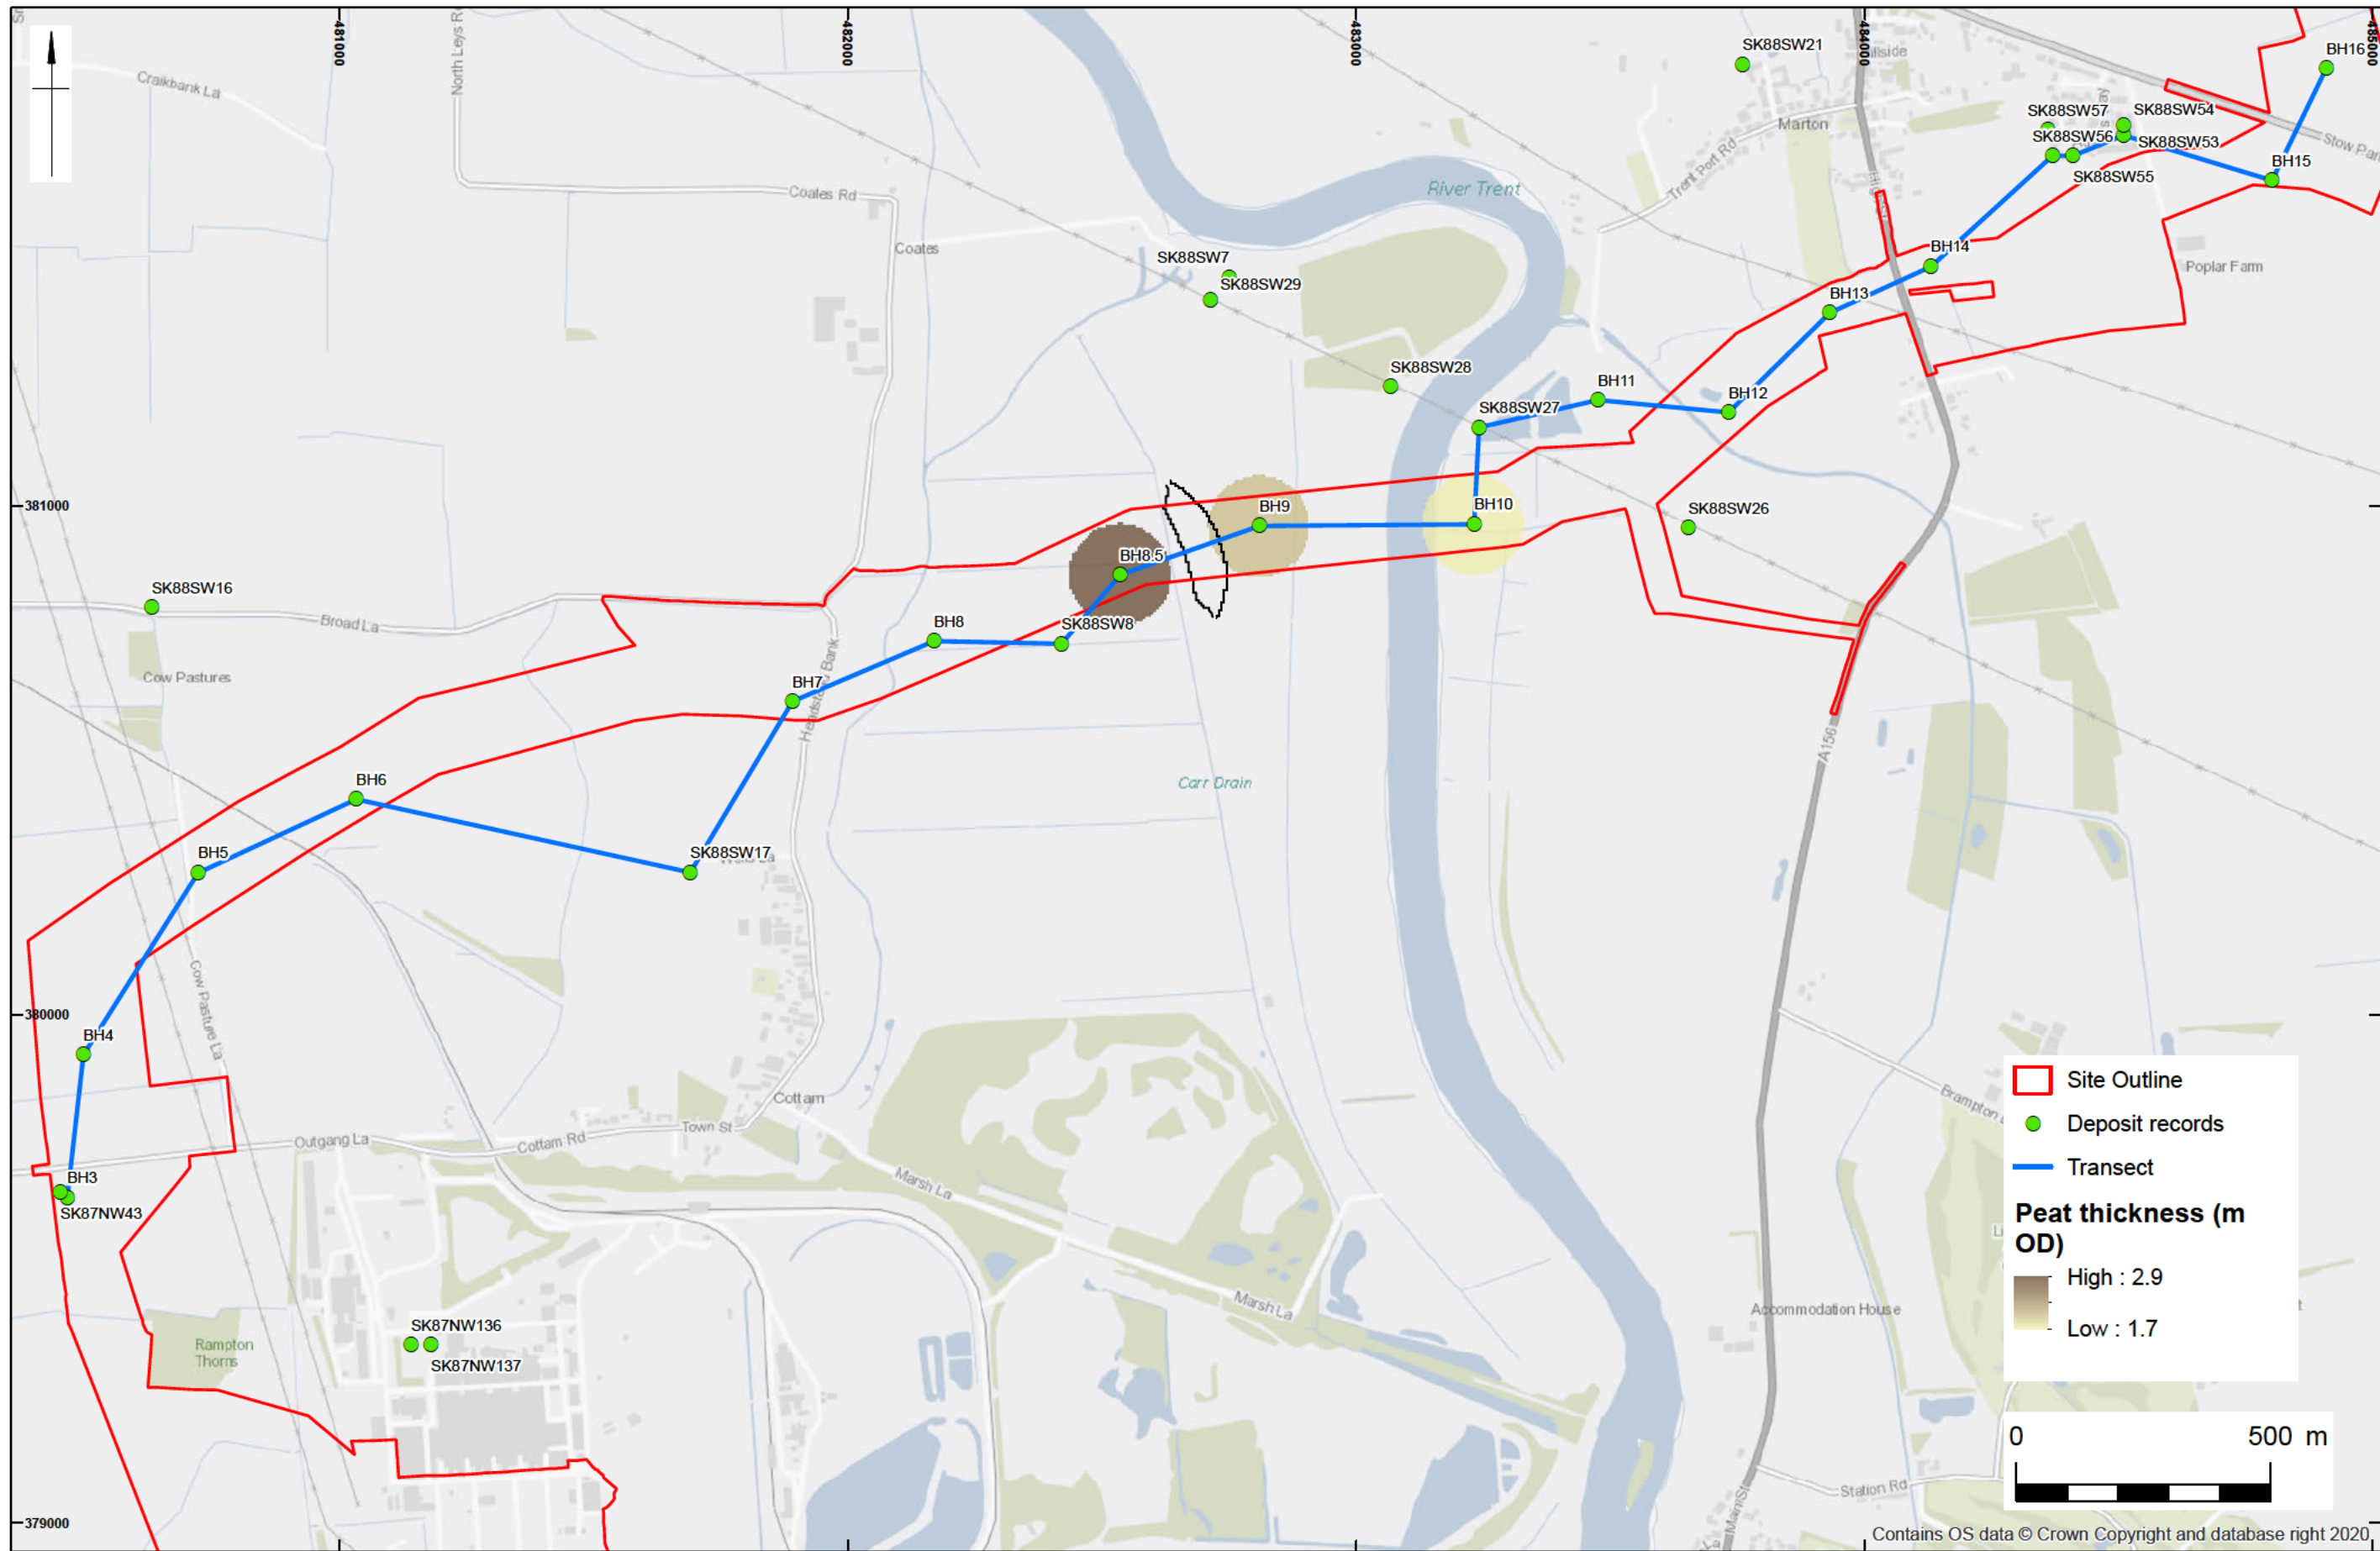 481000
482000
483000
484000
485000
North Leys R
Craikbank La
SK88SW21
Hillside
BH16
SK88SW57
SK88SW54
SK88SW56
SK88SW53
Marton
Stow Par
BH15
SK88SW55
Trent Port Rd
River Trent
Coates Rd
Coates
BH14
SK88SW7
SK88SW29
Poplar Farm
BH13
SK88SW28
BH11
BH12
SK88SW27
381000
BH9
BH10
SK88SW26
BH8.5
SK88SW16
Broad La
BH8
SK88SW8
Cow Pastures
BH7
Headstead Bank
A156
BH6
Carr Drain
BH5
SK88SW17
Cow Pasture La
380000
BH4
Cottam
Brampton
Outgang La
Cottam Rd
Town St
BH3
Marsh La
SK87NW43
Marsh La
Accommodation House
SK87NW136
Rampton
Thorns
SK87NW137
Station Rd
Main St
379000
Site Outline
Deposit records
Transect
Peat thickness (m
OD)
High : 2.9
Low : 1.7
0 500 m
Contains OS data © Crown Copyright and database right 2020